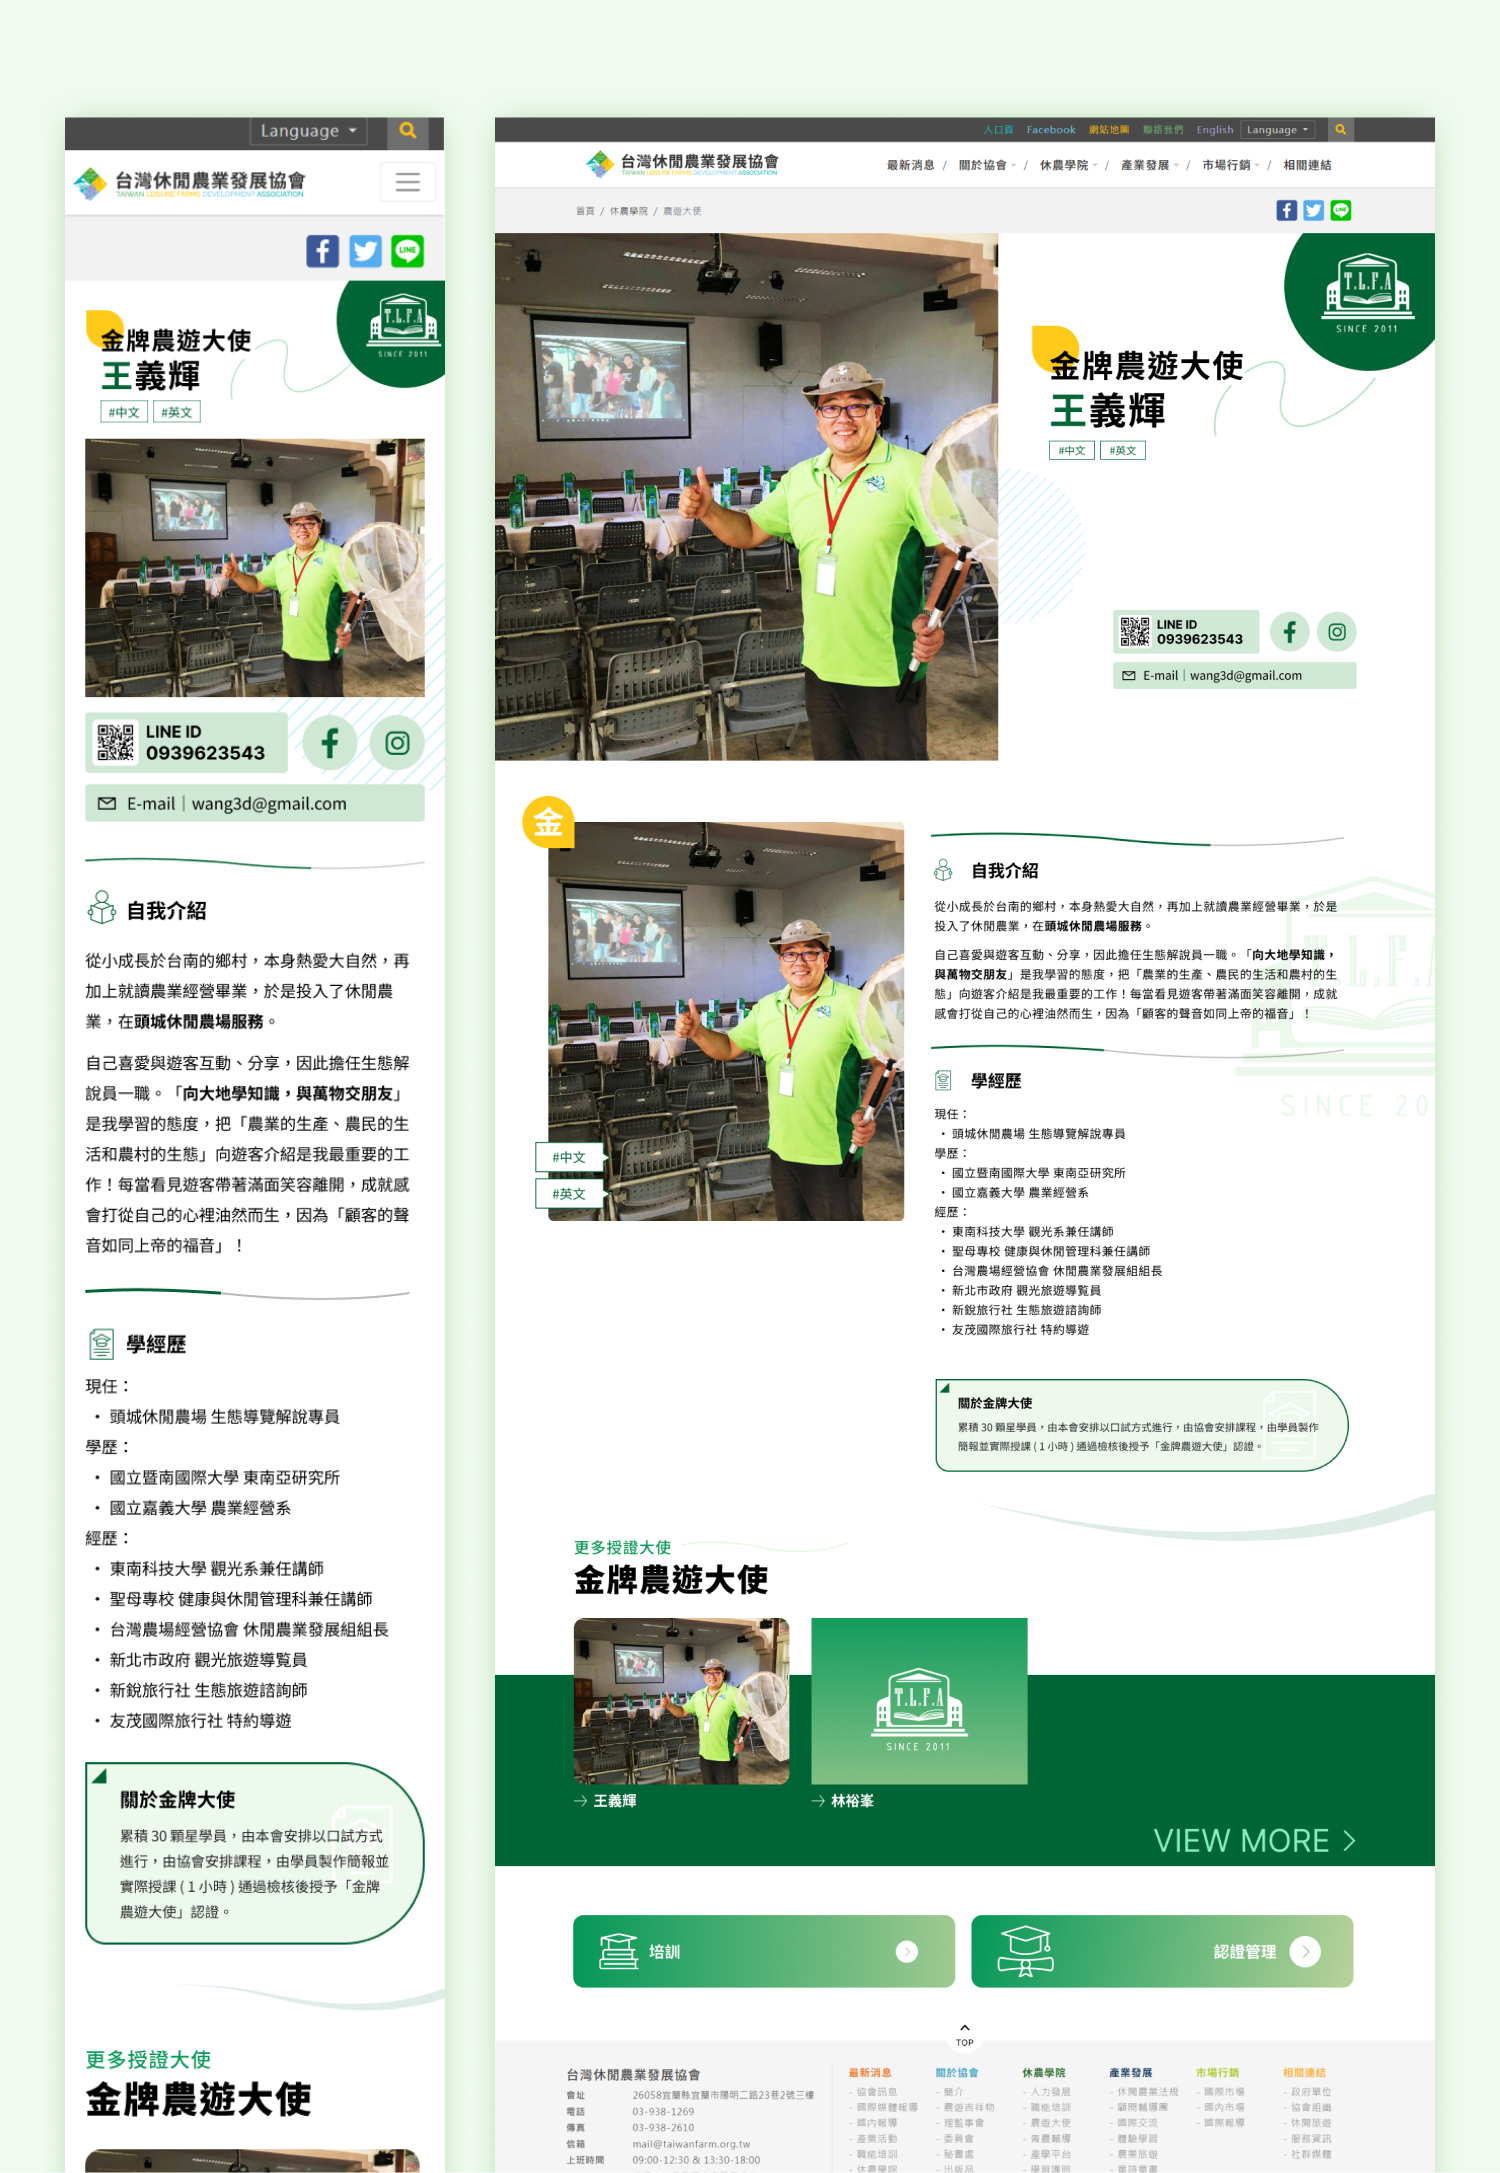 Language
台灣休閒農業發展協會
TAIWAN LEISURE FARMS DEVELOPMENT ASSOCIATION
LINE
T.L.F.A
SINCE 2011
金牌農遊大使
王義輝
#中文 #英文
LINE ID
0939623543
E-mail｜wang3d@gmail.com
自我介紹
從小成長於台南的鄉村，本身熱愛大自然，再
加上就讀農業經營畢業，於是投入了休閒農
業，在頭城休閒農場服務。
自己喜愛與遊客互動、分享，因此擔任生態解
說員一職。「向大地學知識，與萬物交朋友」
是我學習的態度，把「農業的生產、農民的生
活和農村的生態」向遊客介紹是我最重要的工
作！每當看見遊客帶著滿面笑容離開，成就感
會打從自己的心裡油然而生，因為「顧客的聲
音如同上帝的福音」！
學經歷
現任：
・ 頭城休閒農場 生態導覽解說專員
學歷：
・ 國立暨南國際大學 東南亞研究所
・ 國立嘉義大學 農業經營系
經歷：
・ 東南科技大學 觀光系兼任講師
・ 聖母專校 健康與休閒管理科兼任講師
・ 台灣農場經營協會 休閒農業發展組組長
・ 新北市政府 觀光旅遊導覧員
・ 新銳旅行社 生態旅遊諮詢師
・ 友茂國際旅行社 特約導遊
關於金牌大使
累積 30 顆星學員，由本會安排以口試方式
進行，由協會安排課程，由學員製作簡報並
實際授課 ( 1 小時 ) 通過檢核後授予「金牌
農遊大使」認證。
更多授證大使
金牌農遊大使
人口頁 Facebook 網站地圖 聯絡我們 English Language
台灣休閒農業發展協會
TAIWAN LEISURE FARMS DEVELOPMENT ASSOCIATION
最新消息 / 關於協會 / 休農學院 / 產業發展 / 市場行銷 / 相關連結
首頁 / 休農學院 / 農遊大使
LINE
T.L.F.A
SINCE 2011
金牌農遊大使
王義輝
#中文 #英文
LINE ID
0939623543
E-mail｜wang3d@gmail.com
金
#中文
#英文
自我介紹
從小成長於台南的鄉村，本身熱愛大自然，再加上就讀農業經營畢業，於是
投入了休閒農業，在頭城休閒農場服務。
自己喜愛與遊客互動、分享，因此擔任生態解說員一職。「向大地學知識，
與萬物交朋友」是我學習的態度，把「農業的生產、農民的生活和農村的生
態」向遊客介紹是我最重要的工作！每當看見遊客帶著滿面笑容離開，成就
感會打從自己的心裡油然而生，因為「顧客的聲音如同上帝的福音」！
T.L.F.A
SINCE 20
學經歷
現任：
・ 頭城休閒農場 生態導覽解說專員
學歷：
・ 國立暨南國際大學 東南亞研究所
・ 國立嘉義大學 農業經營系
經歷：
・ 東南科技大學 觀光系兼任講師
・ 聖母專校 健康與休閒管理科兼任講師
・ 台灣農場經營協會 休閒農業發展組組長
・ 新北市政府 觀光旅遊導覧員
・ 新銳旅行社 生態旅遊諮詢師
・ 友茂國際旅行社 特約導遊
關於金牌大使
累積 30 顆星學員，由本會安排以口試方式進行，由協會安排課程，由學員製作
簡報並實際授課 ( 1 小時 ) 通過檢核後授予「金牌農遊大使」認證。
更多授證大使
金牌農遊大使
T.L.F.A
SINCE 2011
王義輝
林裕峯
VIEW MORE
培訓
認證管理
TOP
台灣休閒農業發展協會
會址 26058宜蘭縣宜蘭市陽明二路23巷2號三樓
電話 03-938-1269
傳真 03-938-2610
信箱 mail@taiwanfarm.org.tw
上班時間 09:00-12:30 & 13:30-18:00
最新消息
- 協會訊息
- 國際媒體報導
- 國內報導
- 產業活動
- 職能培訓
- 休農學院
關於協會
- 簡介
- 農遊吉祥物
- 理監事會
- 委員會
- 秘書處
- 出版品
休農學院
- 人力發展
- 職能培訓
- 農遊大使
- 青農輔導
- 產學平台
- 學習護照
產業發展
- 休閒農業法規
- 顧問輔導團
- 國際交流
- 體驗學習
- 農業旅遊
- 童詩童畫
市場行銷
- 國際市場
- 國內市場
- 國際報導
相關連結
- 政府單位
- 協會組織
- 休閒旅遊
- 服務資訊
- 社群媒體